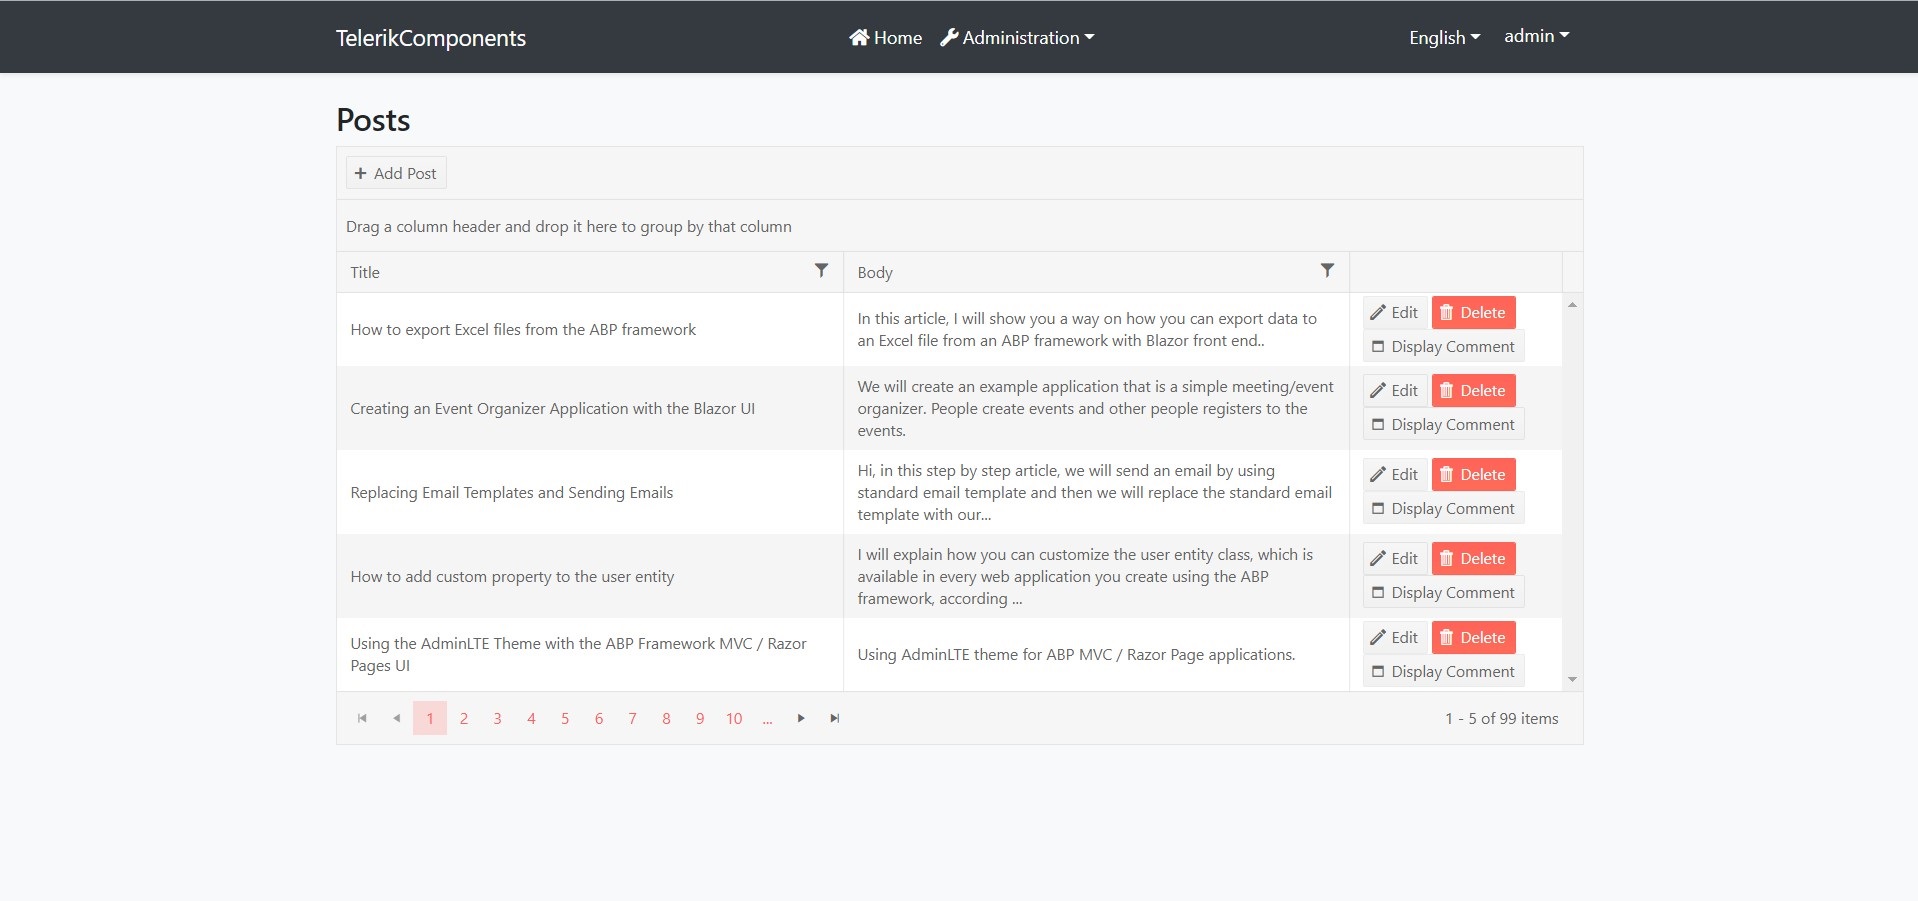 TelerikComponents Home Administration English admin
Posts
Add Post
Drag a column header and drop it here to group by that column
Title Body
How to export Excel files from the ABP framework
In this article, I will show you a way on how you can export data to
an Excel file from an ABP framework with Blazor front end..
Edit Delete
Display Comment
Creating an Event Organizer Application with the Blazor UI
We will create an example application that is a simple meeting/event
organizer. People create events and other people registers to the
events.
Edit Delete
Display Comment
Replacing Email Templates and Sending Emails
Hi, in this step by step article, we will send an email by using
standard email template and then we will replace the standard email
template with our...
Edit Delete
Display Comment
How to add custom property to the user entity
I will explain how you can customize the user entity class, which is
available in every web application you create using the ABP
framework, according ...
Edit Delete
Display Comment
Using the AdminLTE Theme with the ABP Framework MVC / Razor
Pages UI
Using AdminLTE theme for ABP MVC / Razor Page applications.
Edit Delete
Display Comment
1 2 3 4 5 6 7 8 9 10 ... 1 - 5 of 99 items